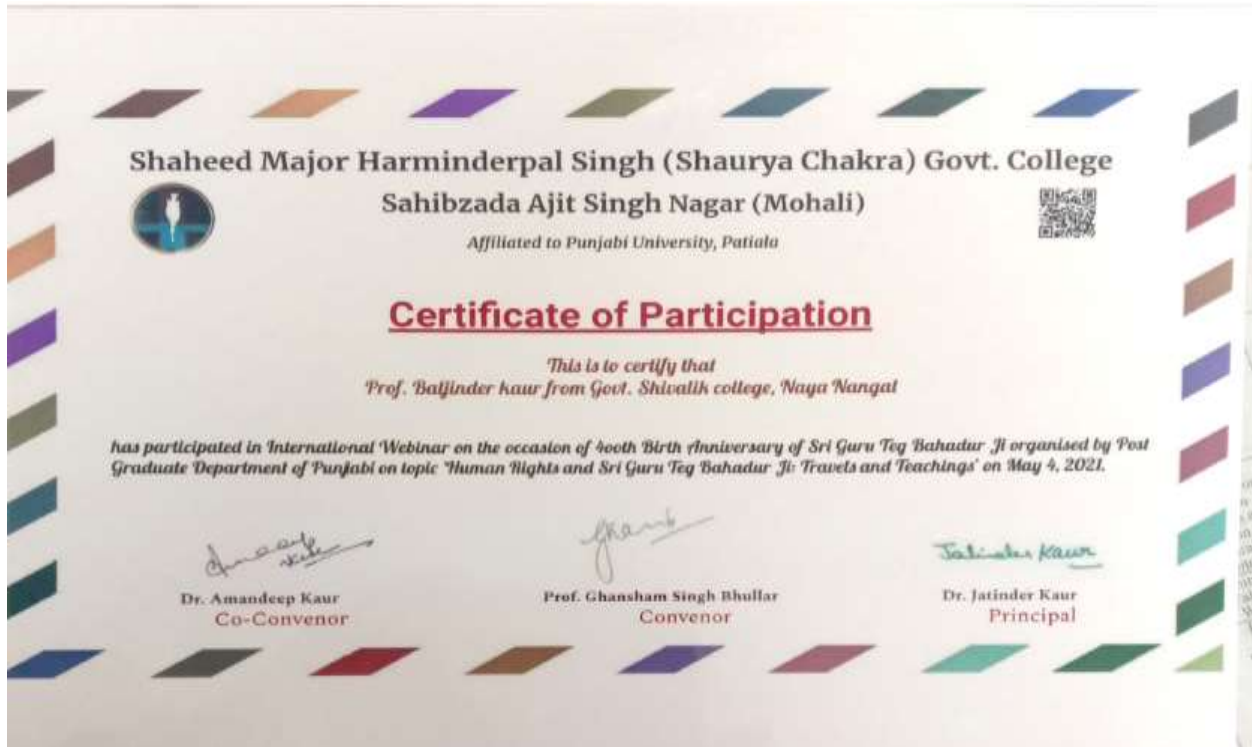 Shaheed Major Harminderpal Singh (Shaurya Chakra) Govt. College
Sahibzada Ajit Singh Nagar (Mohali)
Affiliated to Punjabi University, Patiala
Certificate of Participation
This is to certify that
Prof. Baljinder kaur from Govt. Shivalik college, Naya Nangal
has participated in International Webinar on the occasion of 400th Birth Anniversary of Sri Guru Teg Bahadur Ji organised by Post
Graduate Department of Punjabi on topic 'Human Rights and Sri Guru Teg Bahadur Ji: Travels and Teachings' on May 4, 2021.
Jatinder Kaur
Dr. Amandeep Kaur
Co-Convenor
Prof. Ghansham Singh Bhullar
Convenor
Dr. Jatinder Kaur
Principal